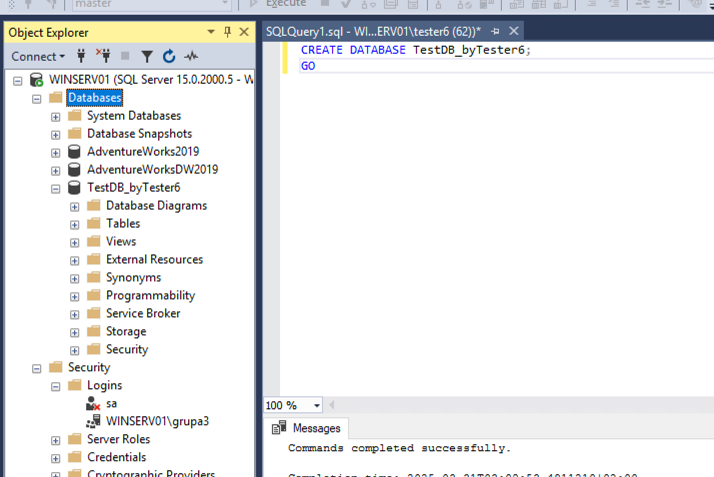 master
Execute
Object Explorer
Connect
WINSERV01 (SQL Server 15.0.2000.5 - W
Databases
System Databases
Database Snapshots
AdventureWorks2019
AdventureWorksDW2019
TestDB_byTester6
Database Diagrams
Tables
Views
External Resources
Synonyms
Programmability
Service Broker
Storage
Security
Security
Logins
sa
WINSERV01\grupa3
Server Roles
Credentials
Cryptographic Providers
SQLQuery1.sql - WI...ERV01\tester6 (62))*
CREATE DATABASE TestDB_byTester6;
GO
100 %
Messages
Commands completed successfully.
Completion time: